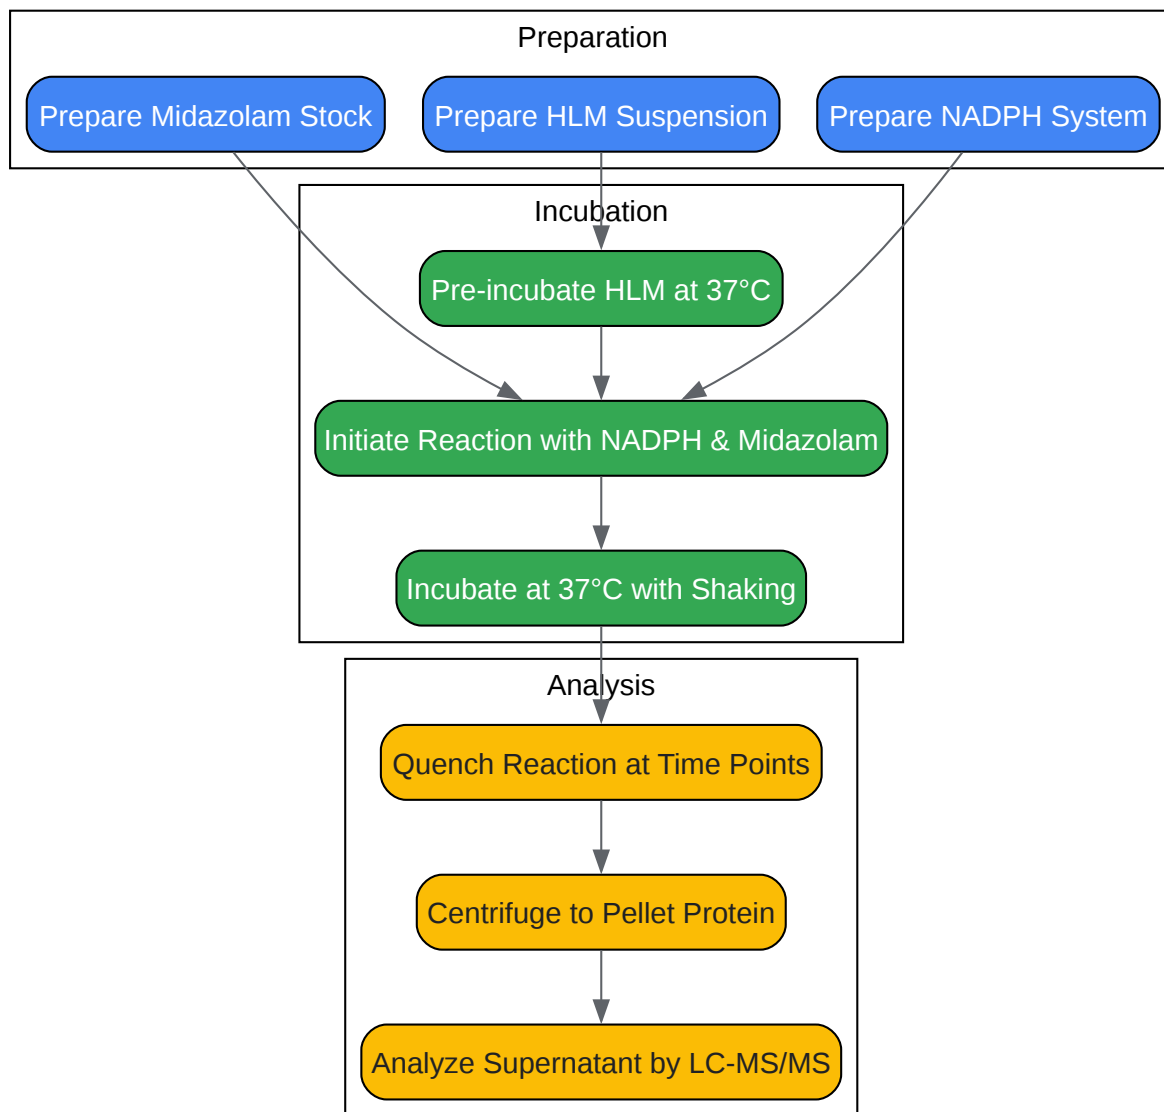 Preparation
Prepare Midazolam Stock
Prepare HLM Suspension
Prepare NADPH System
Incubation
Pre-incubate HLM at 37°C
Initiate Reaction with NADPH & Midazolam
Incubate at 37°C with Shaking
Analysis
Quench Reaction at Time Points
Centrifuge to Pellet Protein
Analyze Supernatant by LC-MS/MS